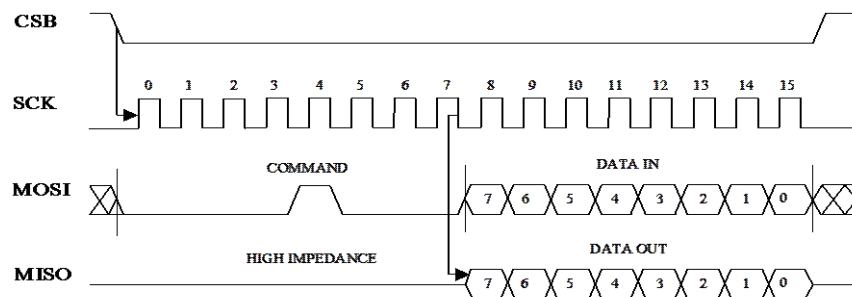 CSB
0 1 2 3 4 5 6 7 8 9 10 11 12 13 14 15
SCK
COMMAND DATA IN
MOSI 7 6 5 4 3 2 1 0
HIGH IMPEDANCE DATA OUT
MISO 7 6 5 4 3 2 1 0